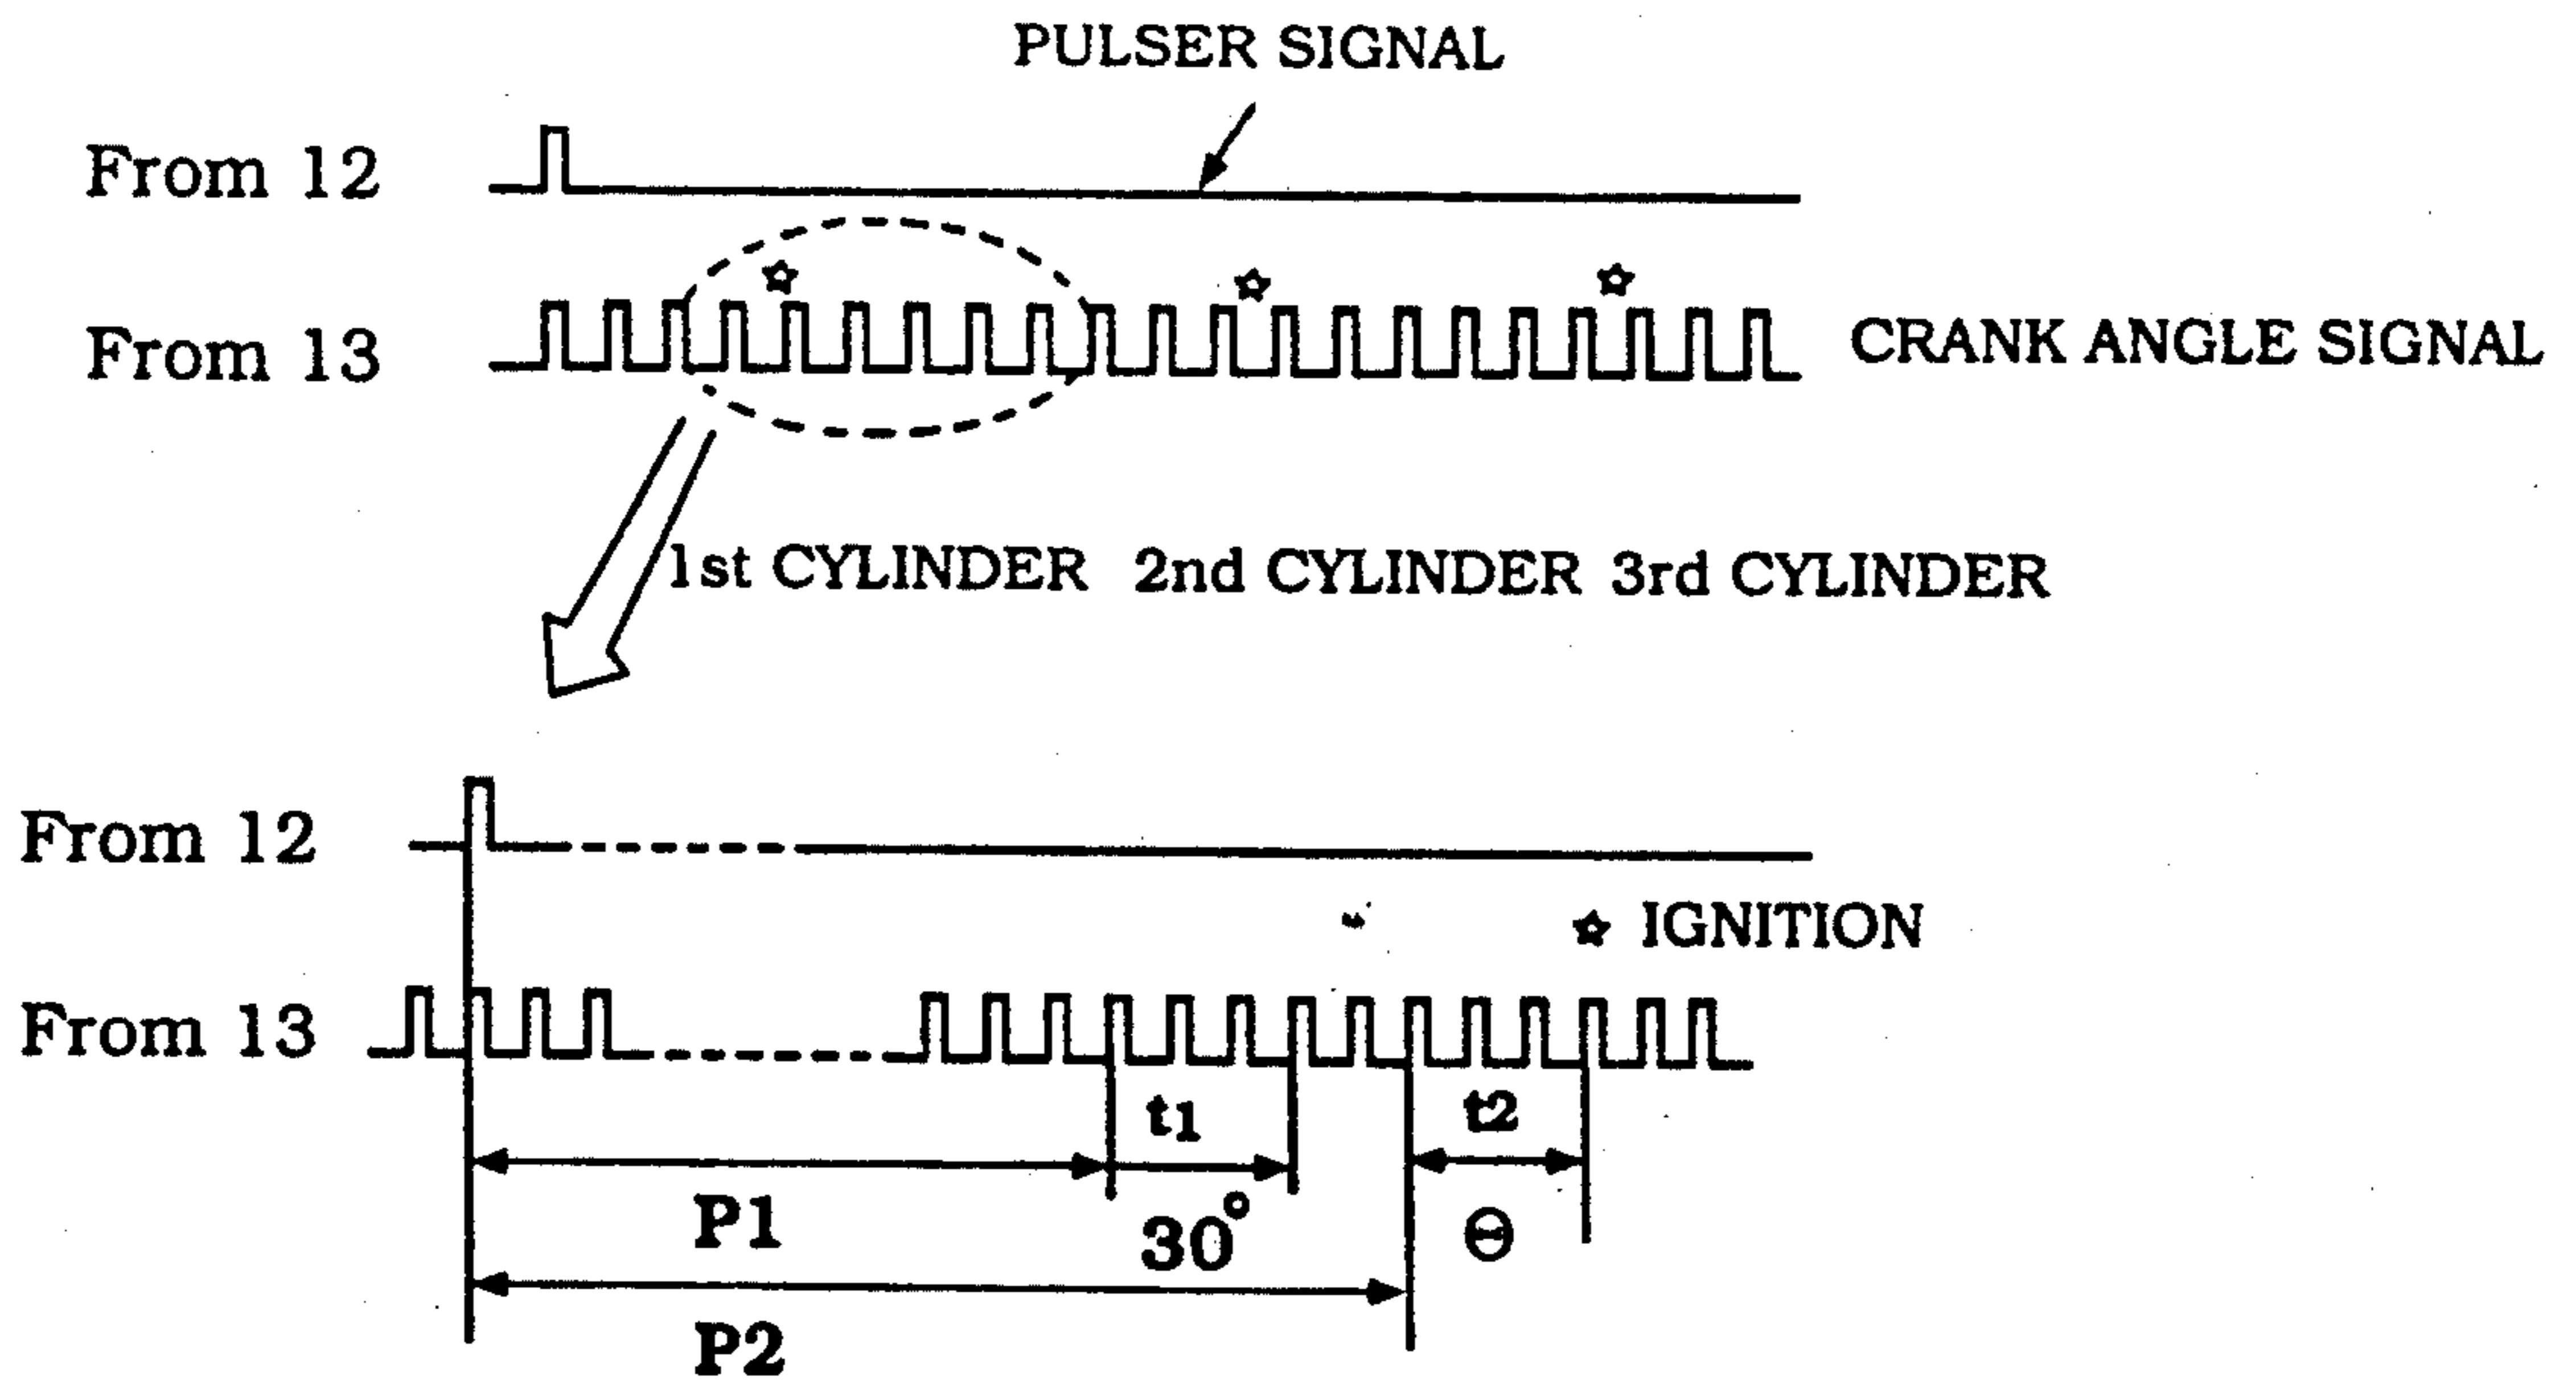 PULSER SIGNAL
From 12
From 13
CRANK ANGLE SIGNAL
1st CYLINDER 2nd CYLINDER 3rd CYLINDER
From 12
IGNITION
From 13
t1
t2
P1
30°
Θ
P2